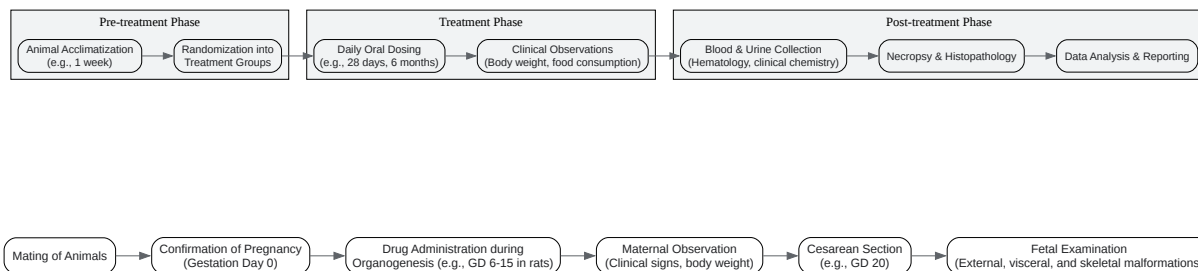 Pre-treatment Phase
Animal Acclimatization
(e.g., 1 week)
Randomization into
Treatment Groups
Treatment Phase
Daily Oral Dosing
(e.g., 28 days, 6 months)
Clinical Observations
(Body weight, food consumption)
Post-treatment Phase
Blood & Urine Collection
(Hematology, clinical chemistry)
Necropsy & Histopathology
Data Analysis & Reporting
Mating of Animals
Confirmation of Pregnancy
(Gestation Day 0)
Drug Administration during
Organogenesis (e.g., GD 6-15 in rats)
Maternal Observation
(Clinical signs, body weight)
Cesarean Section
(e.g., GD 20)
Fetal Examination
(External, visceral, and skeletal malformations